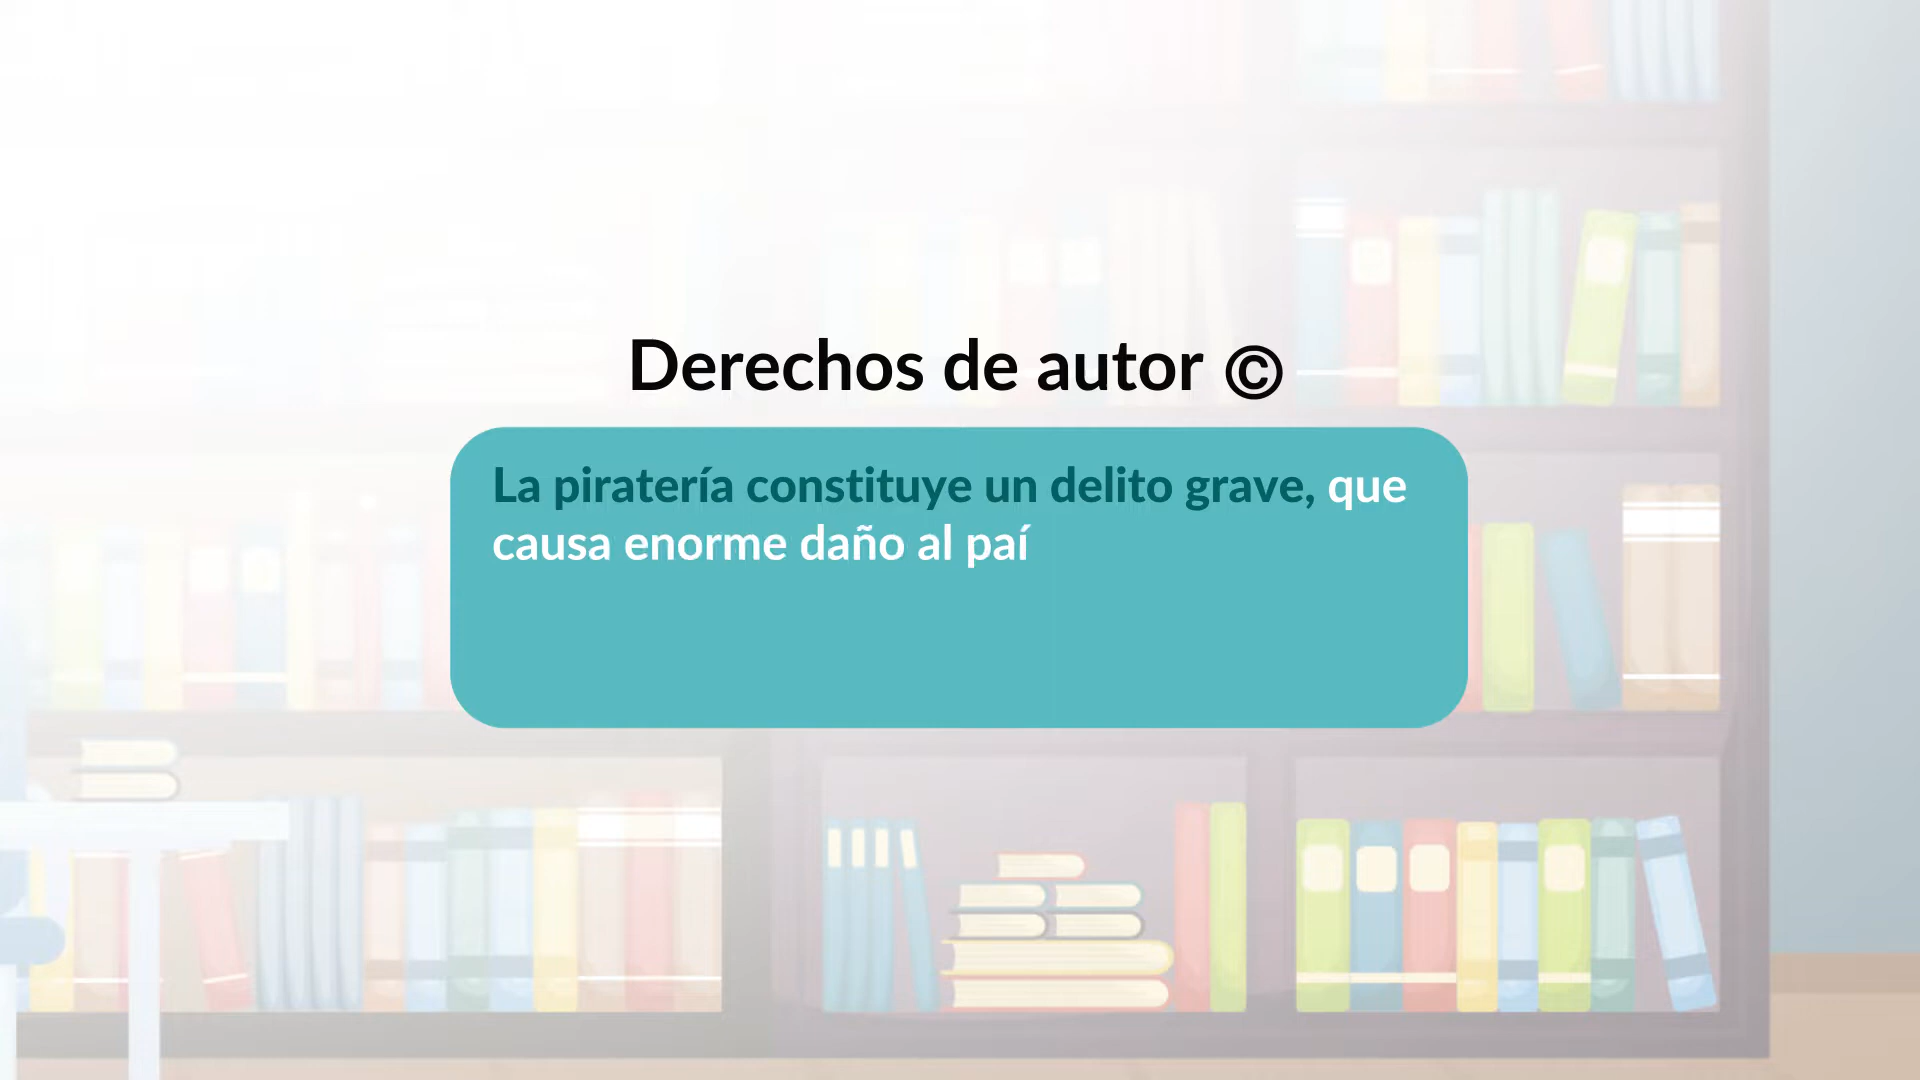 Derechos de autor ©
La piratería constituye un delito grave, que
causa enorme daño al paí